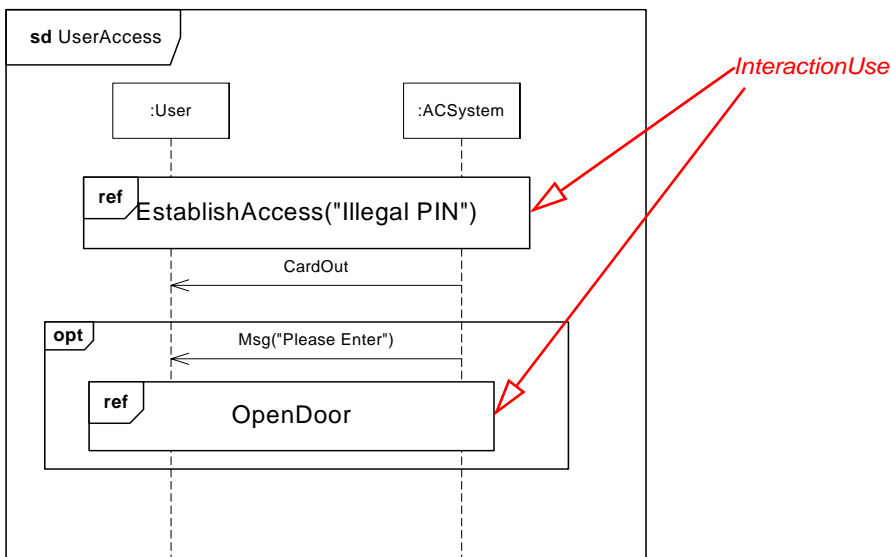 sd UserAccess
InteractionUse
:User
:ACSystem
ref
EstablishAccess("Illegal PIN")
CardOut
opt
Msg("Please Enter")
ref
OpenDoor